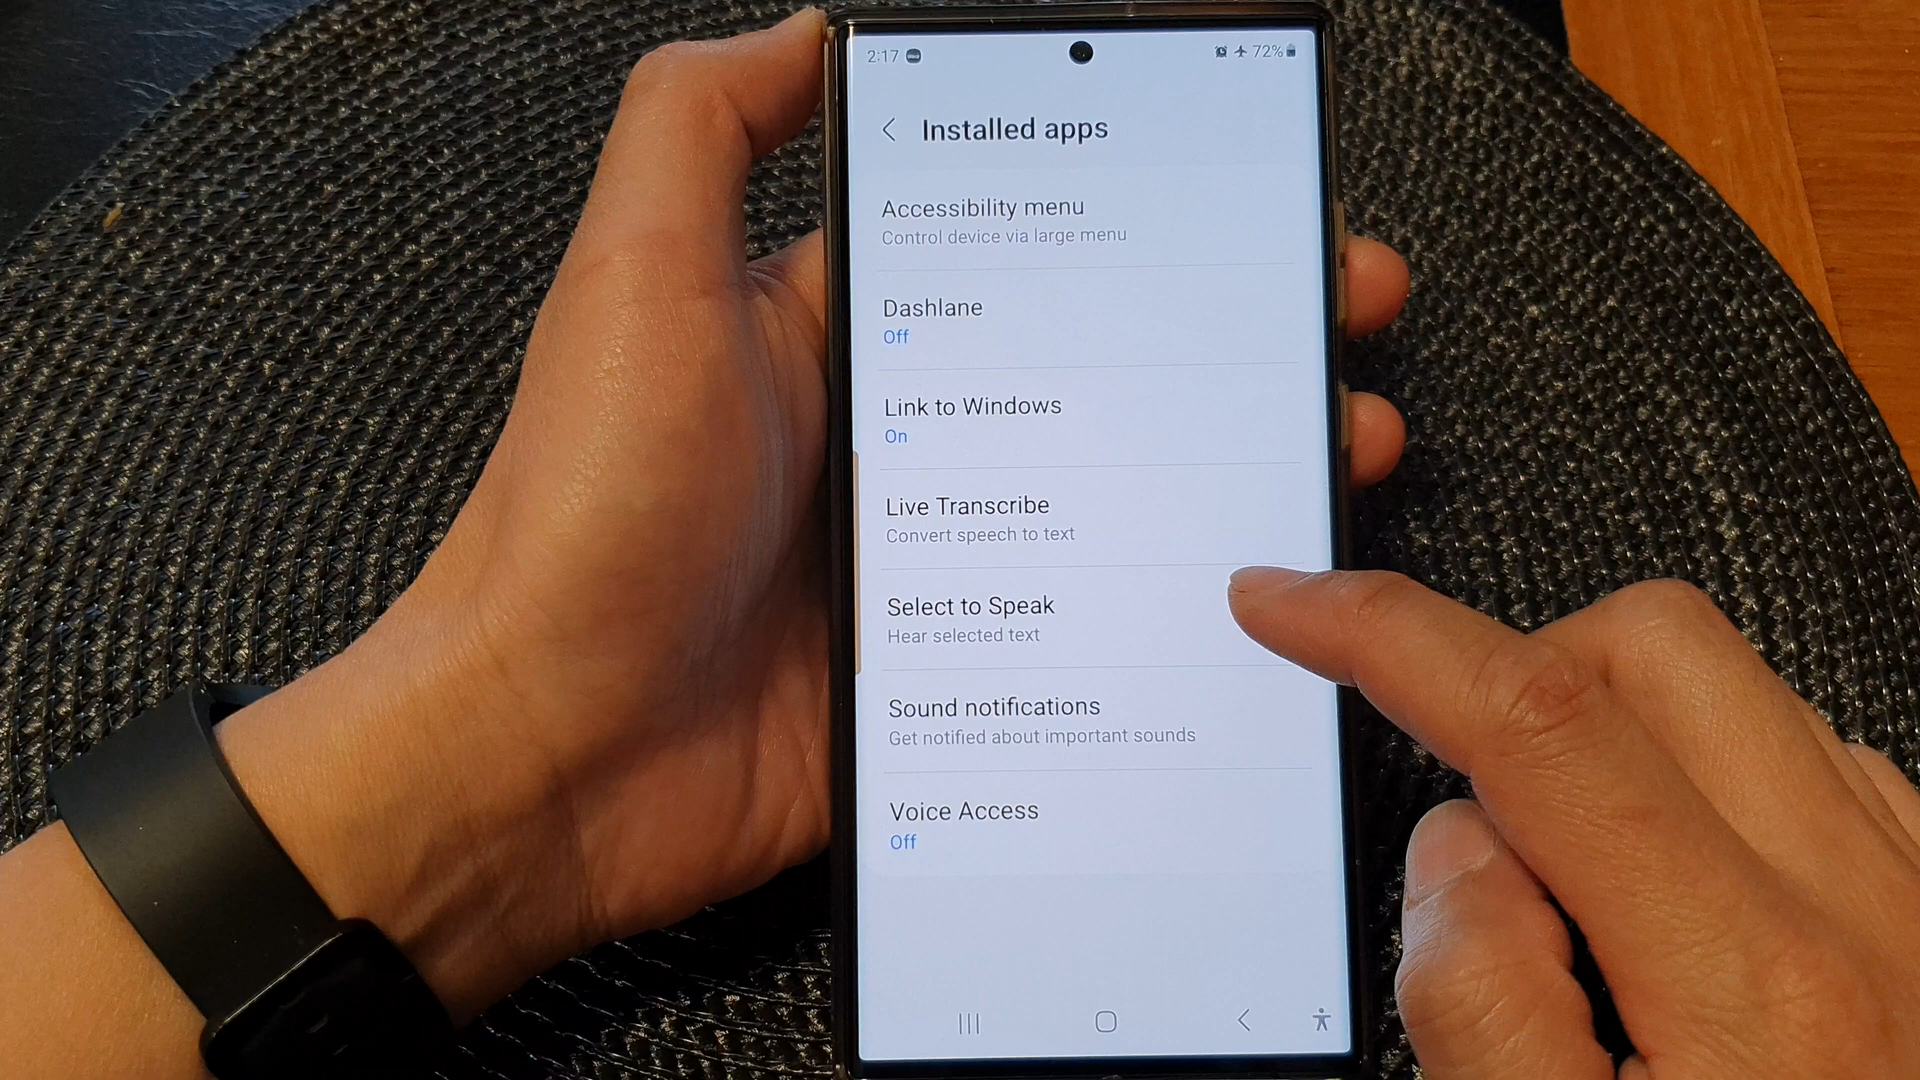 2:17
72%
Installed apps
Accessibility menu
Control device via large menu
Dashlane
Off
Link to Windows
On
Live Transcribe
Convert speech to text
Select to Speak
Hear selected text
Sound notifications
Get notified about important sounds
Voice Access
Off